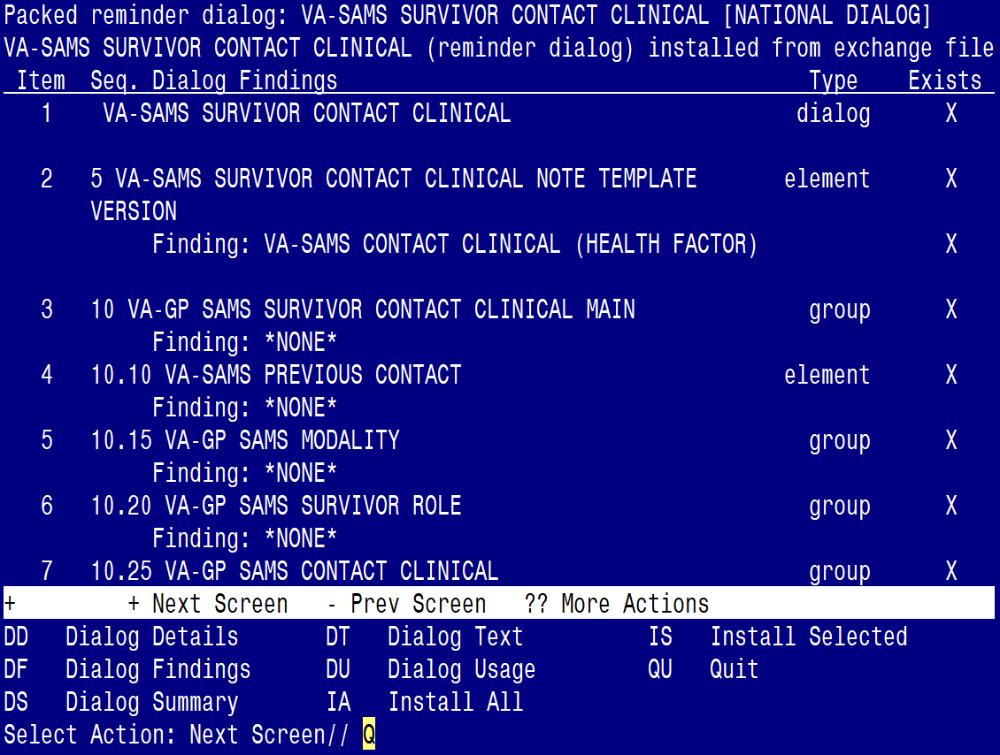 Packed reminder dialog: VA-SAMS SURVIVOR CONTACT CLINICAL [NATIONAL DIALOG]
VA-SAMS SURVIVOR CONTACT CLINICAL (reminder dialog) installed from exchange file
Item Seq. Dialog Findings Type Exists
1 VA-SAMS SURVIVOR CONTACT CLINICAL dialog X
2 5 VA-SAMS SURVIVOR CONTACT CLINICAL NOTE TEMPLATE element X
VERSION
Finding: VA-SAMS CONTACT CLINICAL (HEALTH FACTOR) X
3 10 VA-GP SAMS SURVIVOR CONTACT CLINICAL MAIN group X
Finding: *NONE*
4 10.10 VA-SAMS PREVIOUS CONTACT element X
Finding: *NONE*
5 10.15 VA-GP SAMS MODALITY group X
Finding: *NONE*
6 10.20 VA-GP SAMS SURVIVOR ROLE group X
Finding: *NONE*
7 10.25 VA-GP SAMS CONTACT CLINICAL group X
+ + Next Screen - Prev Screen ?? More Actions
DD Dialog Details DT Dialog Text IS Install Selected
DF Dialog Findings DU Dialog Usage QU Quit
DS Dialog Summary IA Install All
Select Action: Next Screen// Q